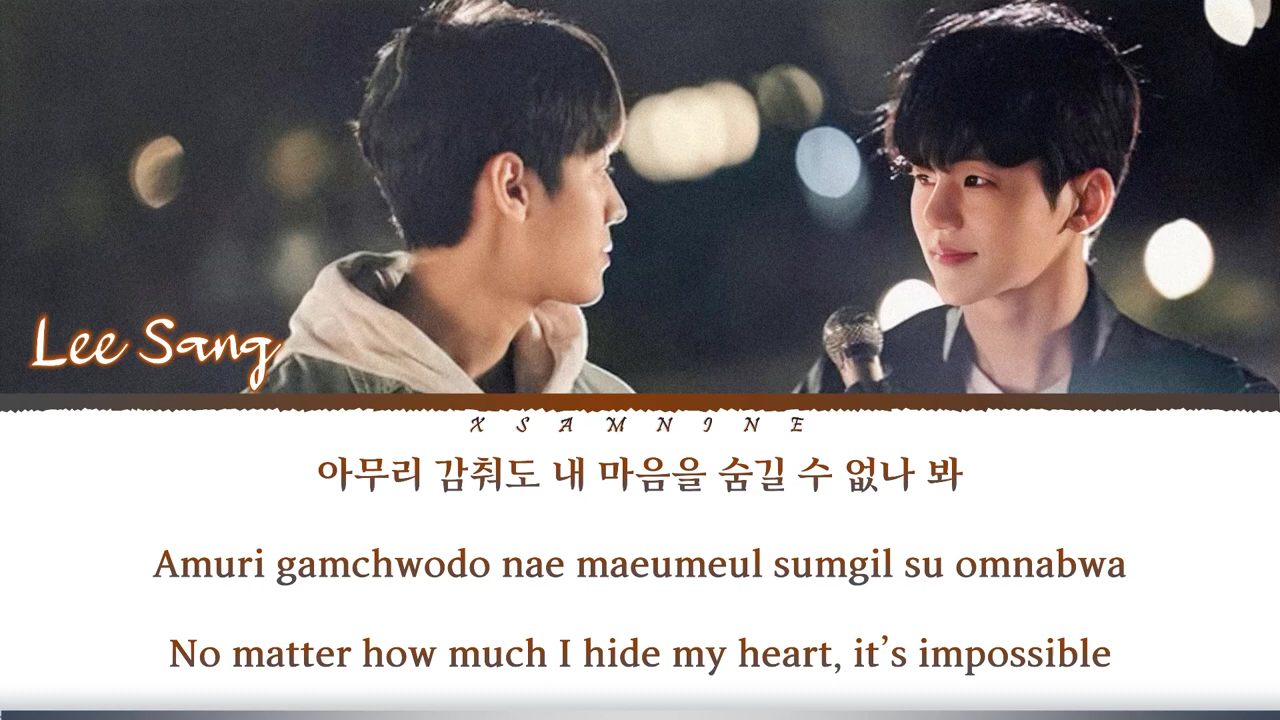 Lee Sang
XSAMNINE
아무리 감춰도 내 마음을 숨길 수 없나 봐
Amuri gamchwodo nae maeumeul sumgil su omnabwa
No matter how much I hide my heart, it’s impossible